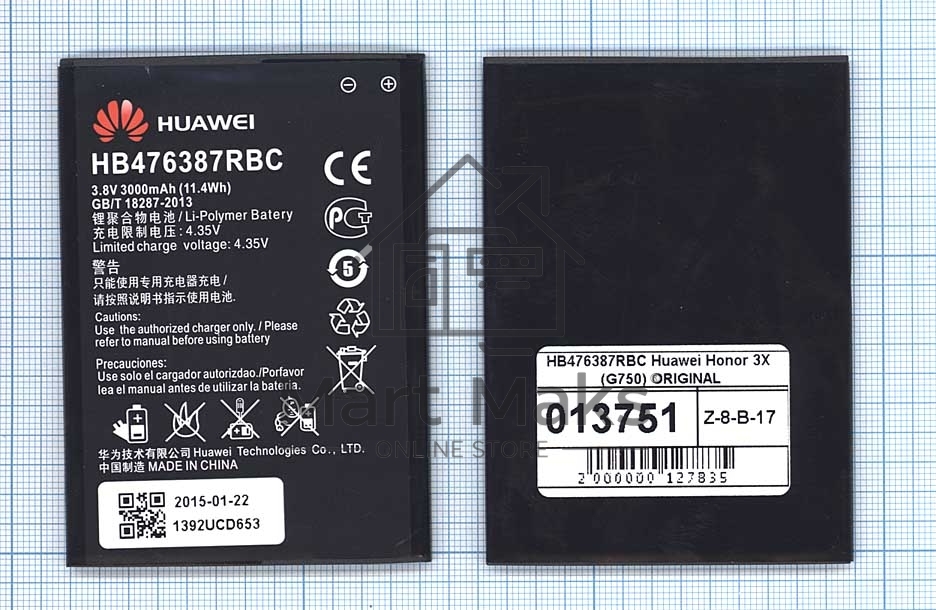 HUAWEI
HB476387RBC
3.8V 3000mAh (11.4Wh)
GB/T 18287-2013
锂聚合物电池 / Li-Polymer Batery
充电限制电压: 4.35V
Limited charge voltage: 4.35V
警告
只能使用专用充电器充电 /
请按照说明书指示使用电池.
Cautions:
Use the authorized charger only. / Please
refer to manual before using battery
Precaución:
Use solo el cargador autorizdao./Porfavor
lea el manual antes de utilizar la bateria.
华为技术有限公司 Huawei Technologies Co., LTD.
中国制造 MADE IN CHINA
2015-01-22
1392UCD653
CE
PCT
5
HB476387RBC Huawei Honor 3X
(G750) ORIGINAL
013751
Z-8-B-17
2 000000 127835
Mart Maks
ONLINE STORE